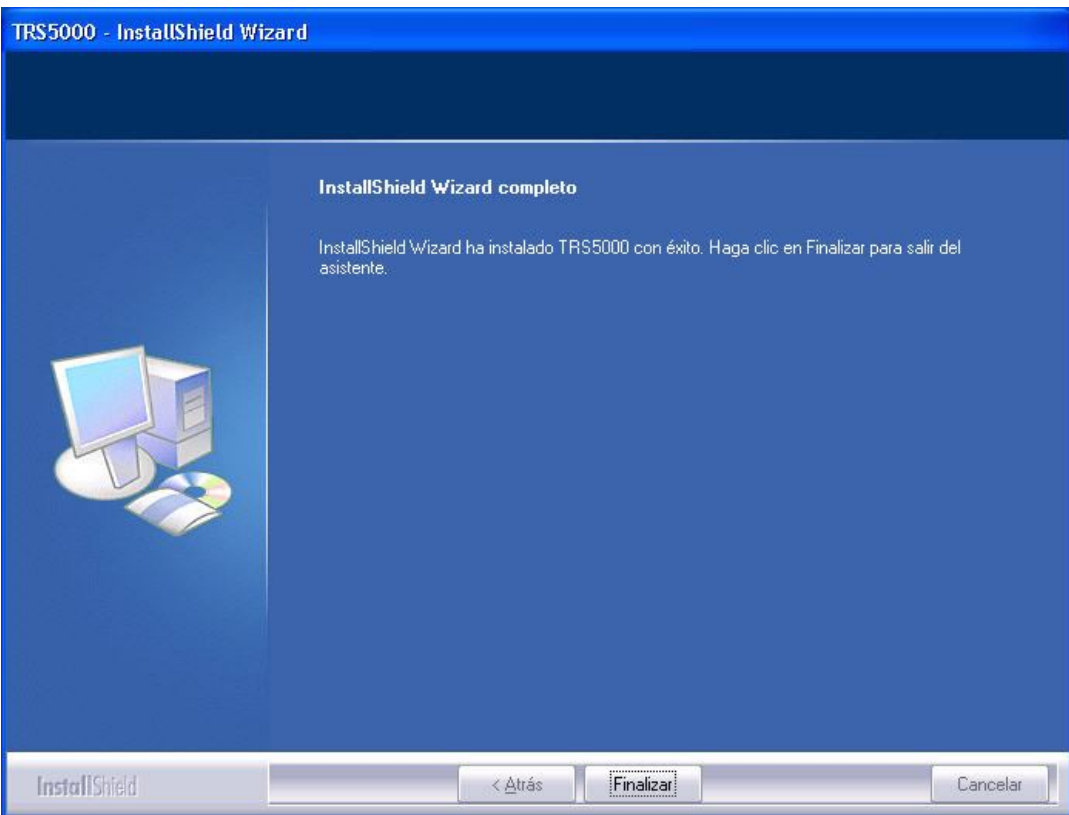 TRS5000 - InstallShield Wizard
InstallShield Wizard completo
InstallShield Wizard ha instalado TRS5000 con éxito. Haga clic en Finalizar para salir del
asistente.
InstallShield
< Atrás
Finalizar
Cancelar